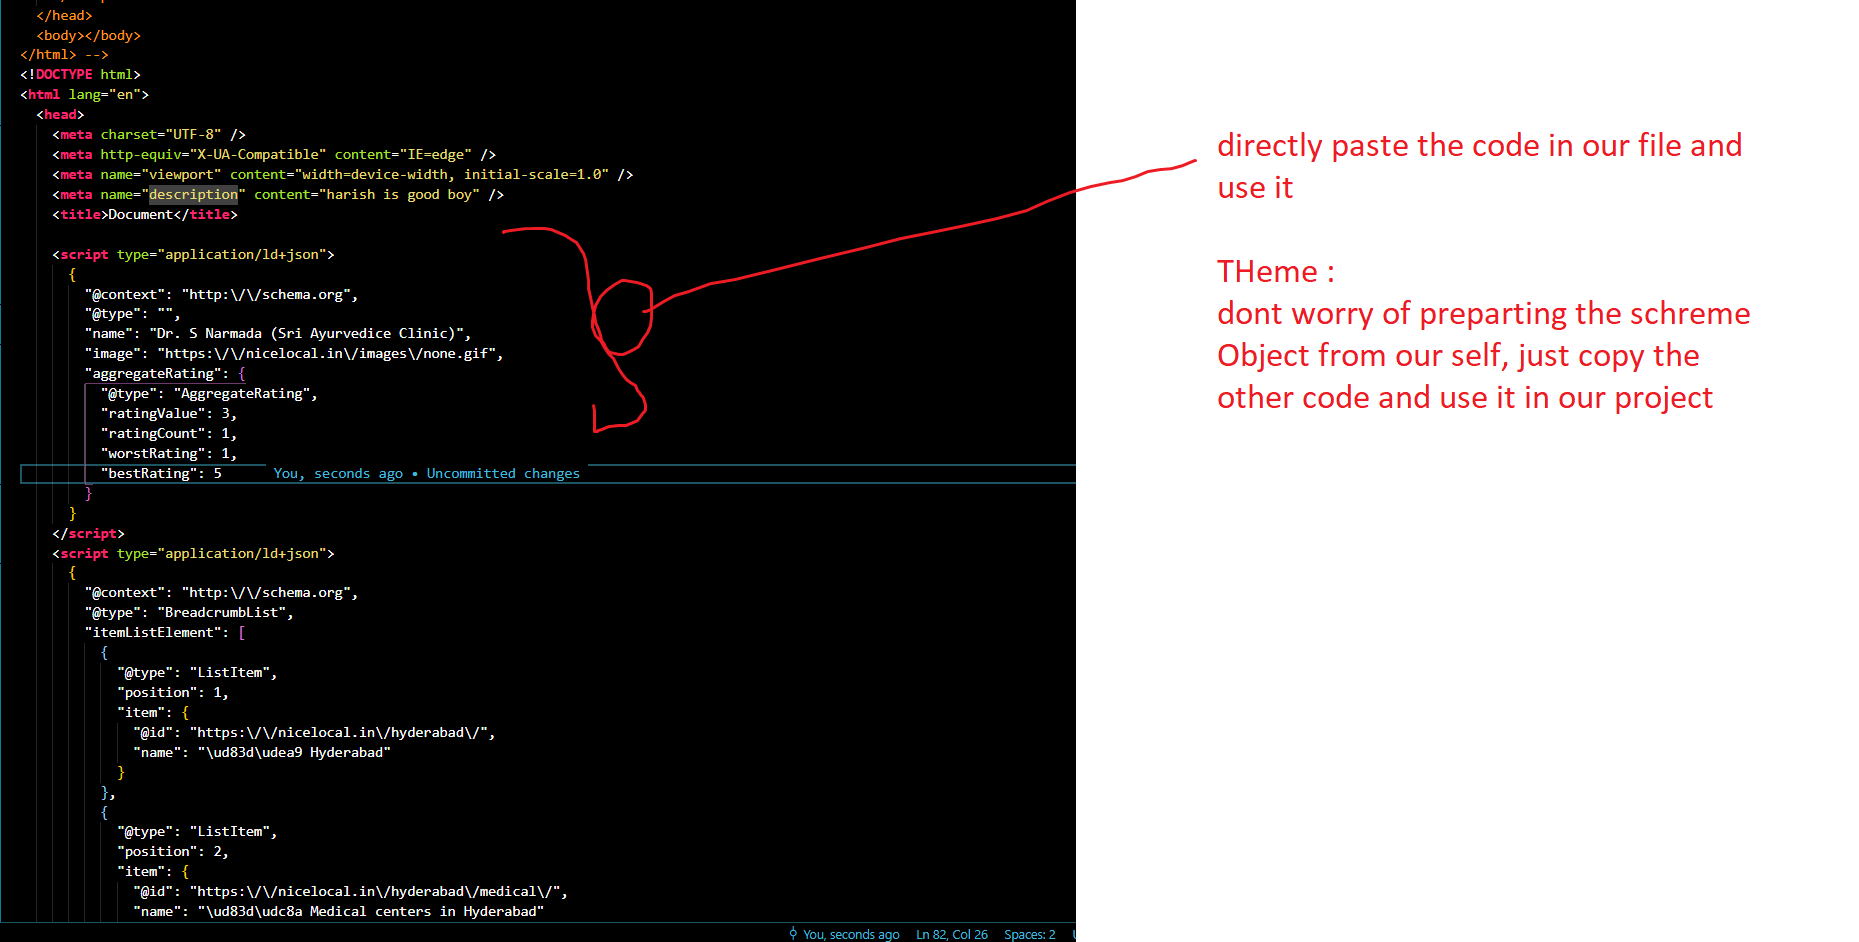 </head>
<body></body>
</html> -->
<!DOCTYPE html>
<html lang="en">
<head>
<meta charset="UTF-8" />
<meta http-equiv="X-UA-Compatible" content="IE=edge" />
<meta name="viewport" content="width=device-width, initial-scale=1.0" />
<meta name="description" content="harish is good boy" />
<title>Document</title>
<script type="application/ld+json">
{
"@context": "http:\/\/schema.org",
"@type": "",
"name": "Dr. S Narmada (Sri Ayurvedice Clinic)",
"image": "https:\/\/nicelocal.in\/images\/none.gif",
"aggregateRating": {
"@type": "AggregateRating",
"ratingValue": 3,
"ratingCount": 1,
"worstRating": 1,
"bestRating": 5 You, seconds ago • Uncommitted changes
}
}
</script>
<script type="application/ld+json">
{
"@context": "http:\/\/schema.org",
"@type": "BreadcrumbList",
"itemListElement": [
{
"@type": "ListItem",
"position": 1,
"item": {
"@id": "https:\/\/nicelocal.in\/hyderabad\/",
"name": "\ud83d\udea9 Hyderabad"
}
},
{
"@type": "ListItem",
"position": 2,
"item": {
"@id": "https:\/\/nicelocal.in\/hyderabad\/medical\/",
"name": "\ud83d\udc8a Medical centers in Hyderabad"
You, seconds ago Ln 82, Col 26 Spaces: 2
directly paste the code in our file and
use it
THeme :
dont worry of preparting the schreme
Object from our self, just copy the
other code and use it in our project